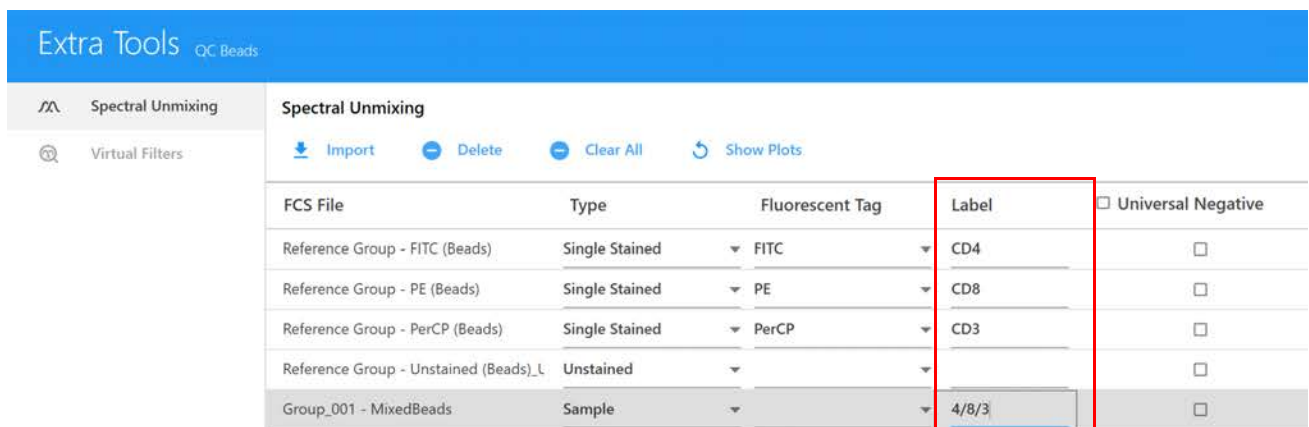 Extra Tools QC Beads
Spectral Unmixing
Virtual Filters
Spectral Unmixing
Import Delete Clear All Show Plots
FCS File Type Fluorescent Tag Label Universal Negative
Reference Group - FITC (Beads) Single Stained FITC CD4
Reference Group - PE (Beads) Single Stained PE CD8
Reference Group - PerCP (Beads) Single Stained PerCP CD3
Reference Group - Unstained (Beads)_U Unstained
Group_001 - MixedBeads Sample 4/8/3